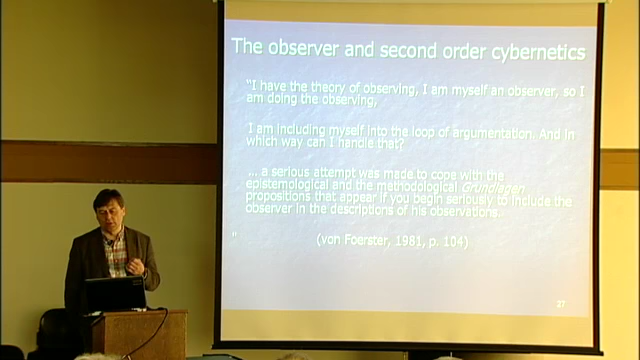 The observer and second order cybernetics
“I have the theory of observing, I am myself an observer, so I
am doing the observing,
I am including myself into the loop of argumentation. And in
which way can I handle that?
... a serious attempt was made to cope with the
epistemological and the methodological Grundlagen
propositions that appear if you begin seriously to include the
observer in the descriptions of his observations.
” (von Foerster, 1981, p. 104)
27